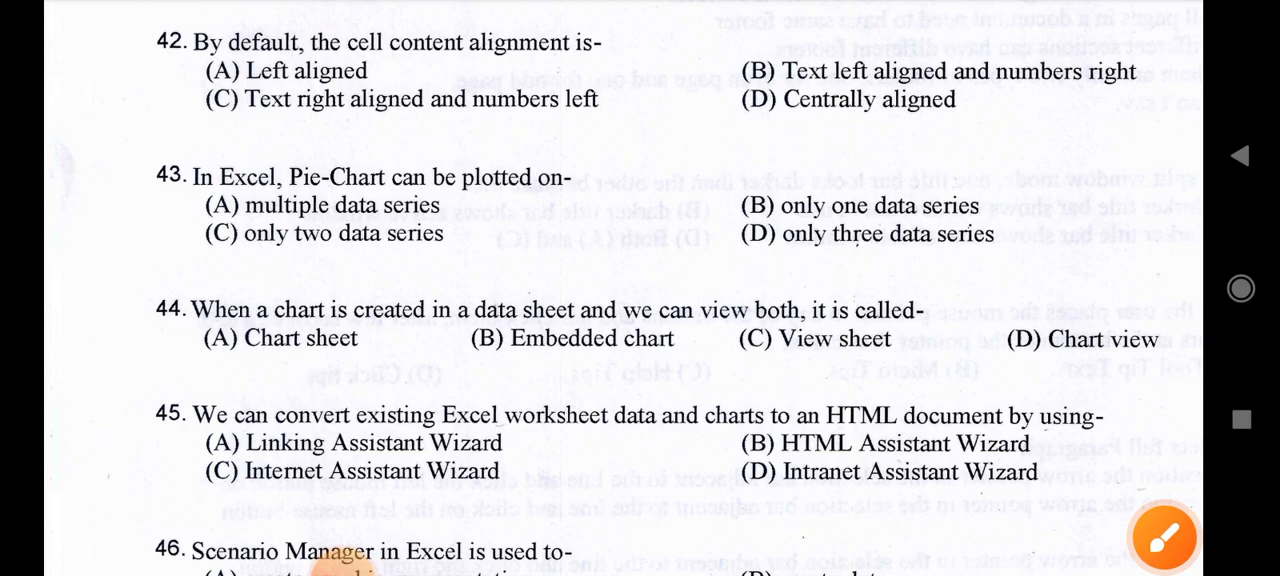 42. By default, the cell content alignment is-
(A) Left aligned (B) Text left aligned and numbers right
(C) Text right aligned and numbers left (D) Centrally aligned
43. In Excel, Pie-Chart can be plotted on-
(A) multiple data series (B) only one data series
(C) only two data series (D) only three data series
44. When a chart is created in a data sheet and we can view both, it is called-
(A) Chart sheet (B) Embedded chart (C) View sheet (D) Chart view
45. We can convert existing Excel worksheet data and charts to an HTML document by using-
(A) Linking Assistant Wizard (B) HTML Assistant Wizard
(C) Internet Assistant Wizard (D) Intranet Assistant Wizard
46. Scenario Manager in Excel is used to-